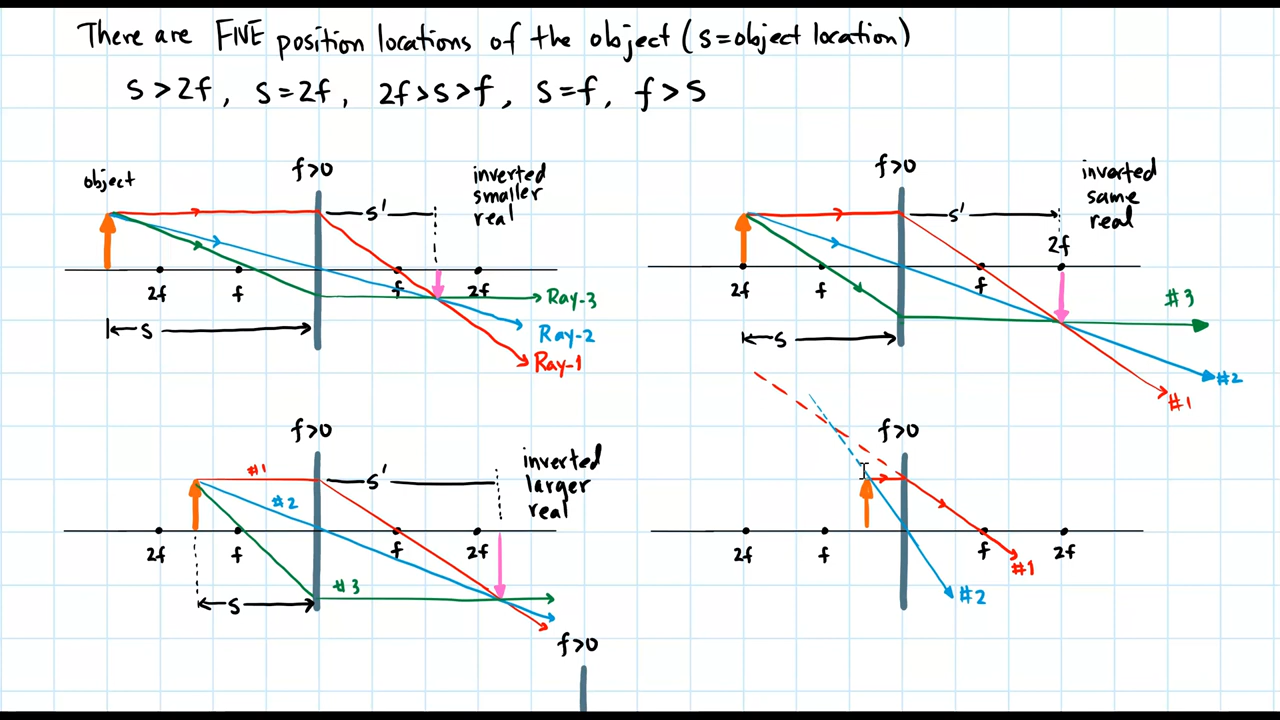 There are FIVE position locations of the object (s=object location)
s>2f, s=2f, 2f>s>f, s=f, f>s
object
f>0
inverted
smaller
real
s'
2f
f
f
2f
s
Ray-3
Ray-2
Ray-1
f>0
inverted
same
real
s'
2f
2f
f
f
s
#3
#2
#1
f>0
#1
s'
inverted
larger
real
#2
2f
f
f
2f
#3
s
f>0
2f
f
f
2f
#1
#2
f>0